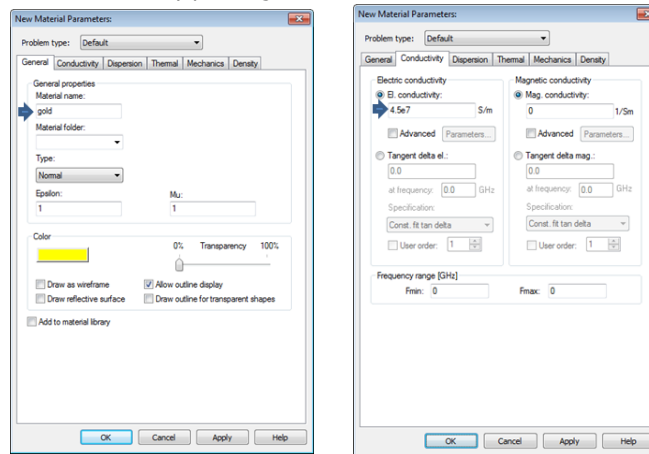 New Material Parameters:
Problem type: Default
General Conductivity Dispersion Thermal Mechanics Density
General properties
Material name:
gold
Material folder:
Type:
Normal
Epsilon: Mu:
1 1
Color
0% Transparency 100%
Draw as wireframe Allow outline display
Draw reflective surface Draw outline for transparent shapes
Add to material library
OK Cancel Apply Help
New Material Parameters:
Problem type: Default
General Conductivity Dispersion Thermal Mechanics Density
Electric conductivity Magnetic conductivity
El. conductivity: Mag. conductivity:
4.5e7 S/m 0 1/Sm
Advanced Parameters... Advanced Parameters...
Tangent delta el.: Tangent delta mag.:
0.0 0.0
at frequency: 0.0 GHz at frequency: 0.0 GHz
Specification: Specification:
Const. fit tan delta Const. fit tan delta
User order: 1 User order: 1
Frequency range [GHz]
Fmin: 0 Fmax: 0
OK Cancel Apply Help